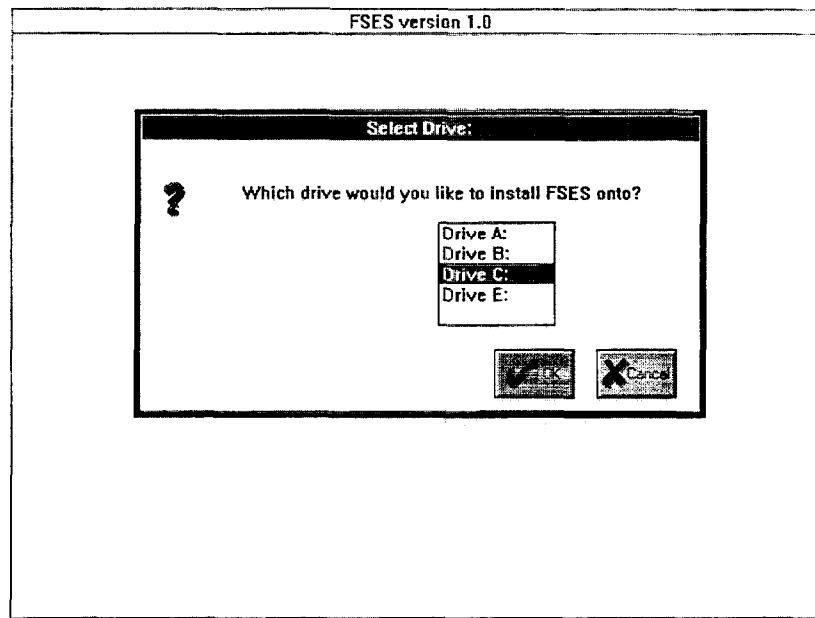 FSES version 1.0
Select Drive:
Which drive would you like to install FSES onto?
Drive A:
Drive B:
Drive C:
Drive E:
OK
Cancel